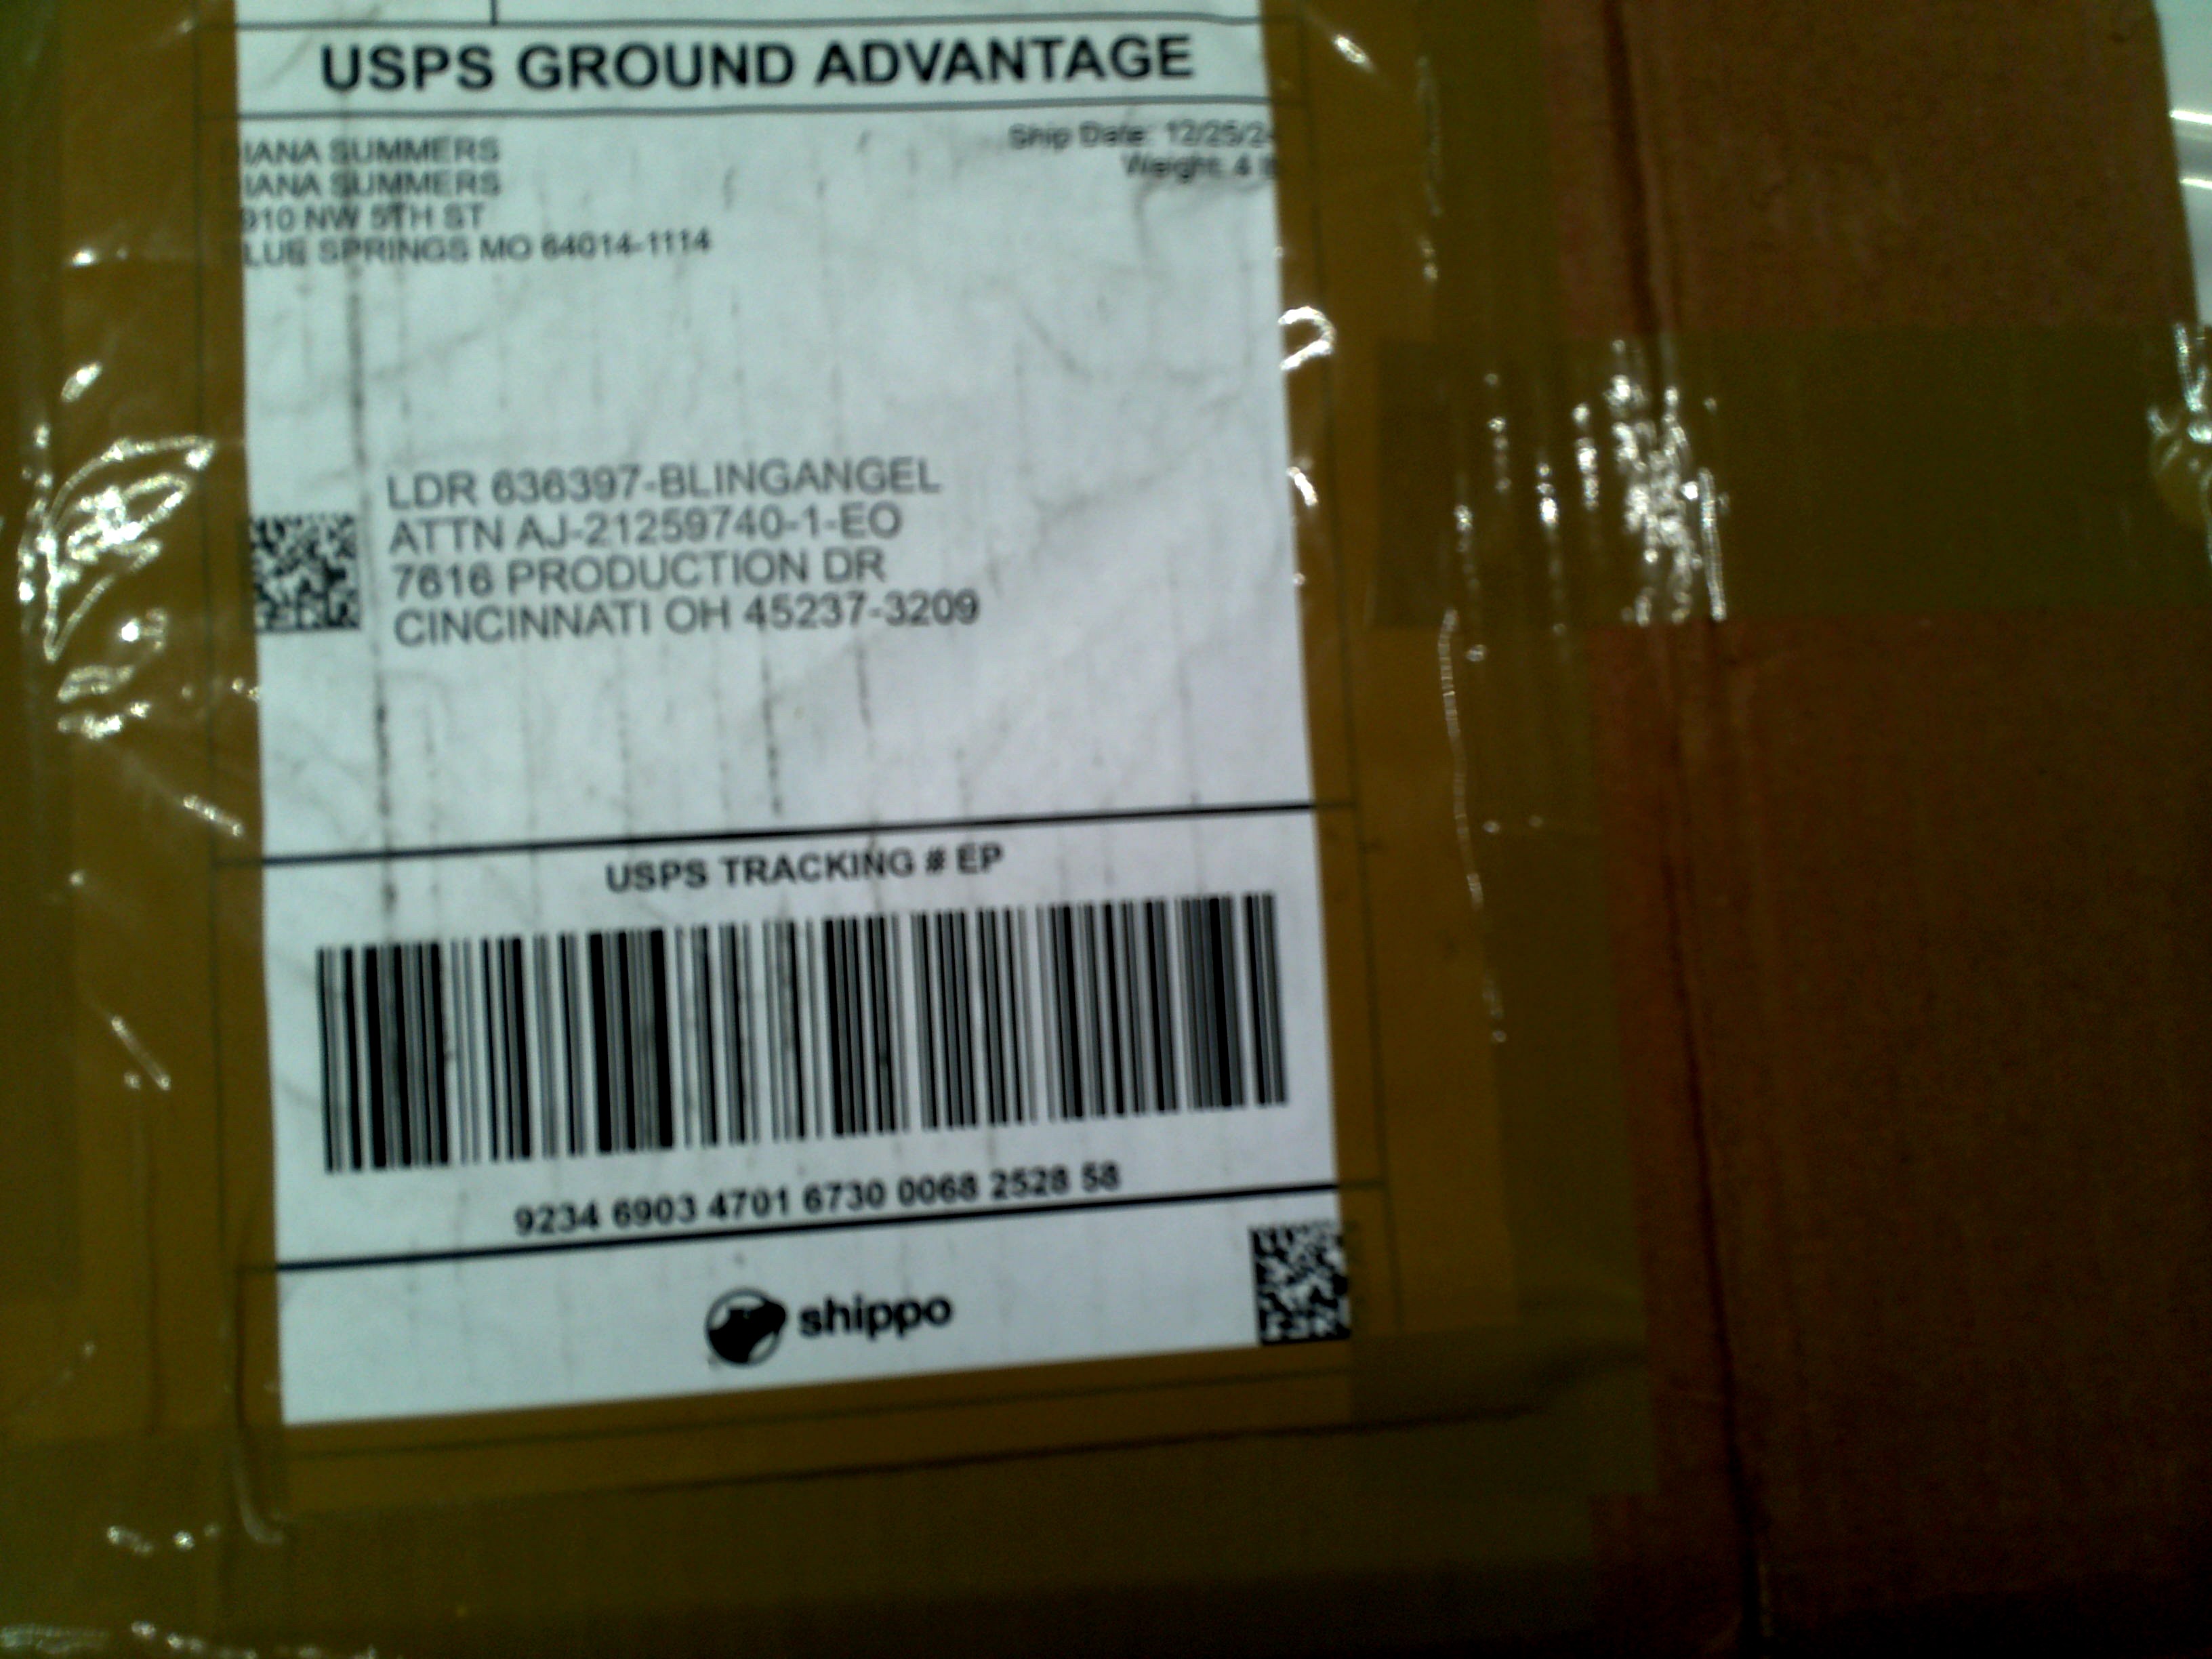 USPS GROUND ADVANTAGE
IANA SUMMERS
Ship Date: 12/25/2
IANA SUMMERS
Weight: 4
910 NW 5TH ST
LUE SPRINGS MO 64014-1114
LDR 636397-BLINGANGEL
ATTN AJ-21259740-1-EO
7616 PRODUCTION DR
CINCINNATI OH 45237-3209
USPS TRACKING # EP
9234 6903 4701 6730 0068 2528 58
shippo